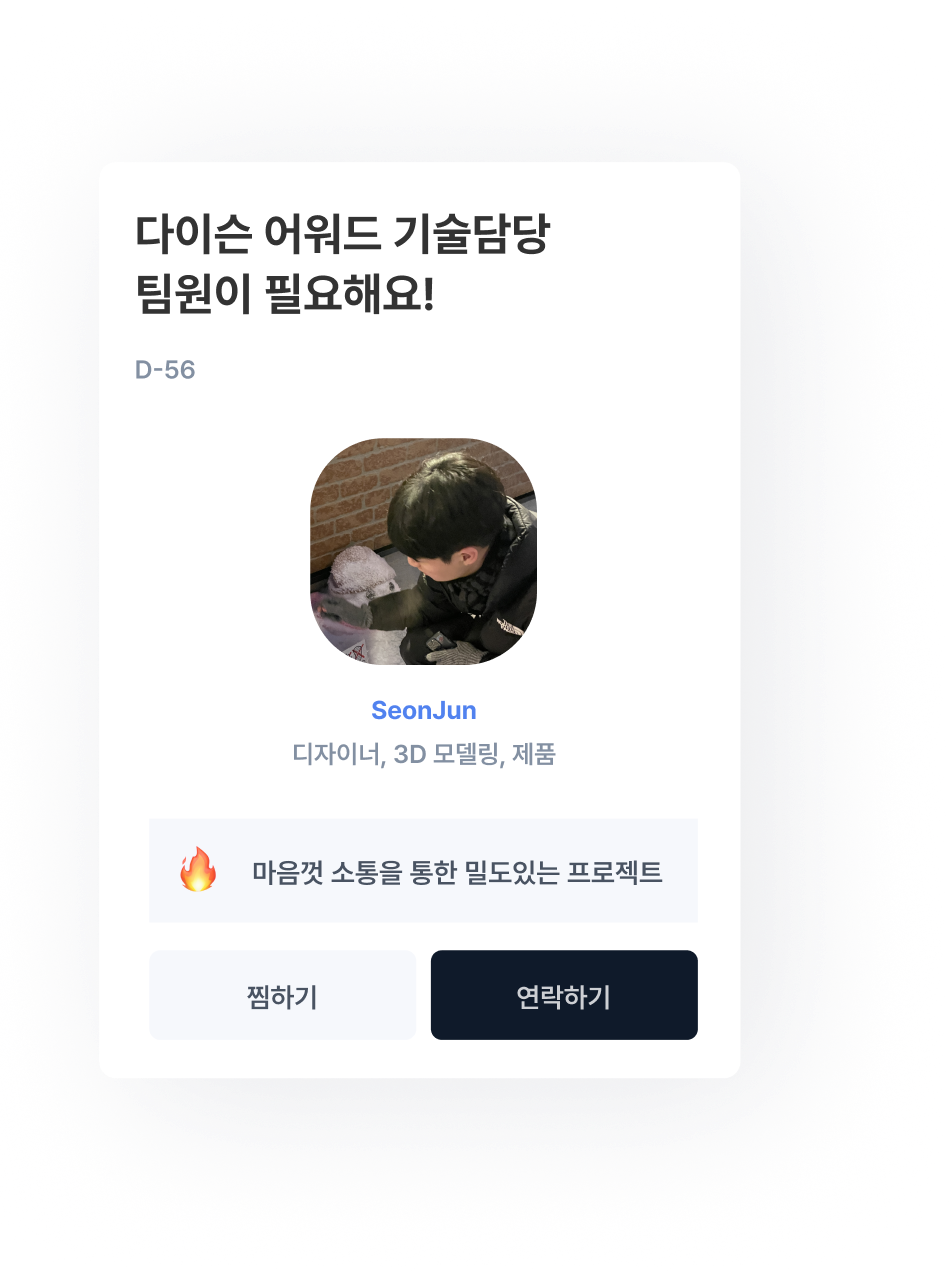 다이슨 어워드 기술담당
팀원이 필요해요!
D-56
SeonJun
디자이너, 3D 모델링, 제품
마음껏 소통을 통한 밀도있는 프로젝트
찜하기
연락하기